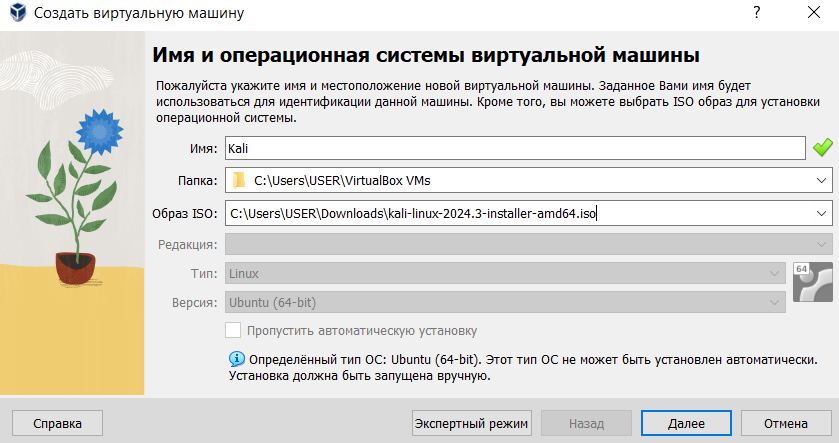 Создать виртуальную машину
Имя и операционная системы виртуальной машины
Пожалуйста укажите имя и местоположение новой виртуальной машины. Заданное Вами имя будет
использоваться для идентификации данной машины. Кроме того, вы можете выбрать ISO образ для установки
операционной системы.
Имя: Kali
Папка: C:\Users\USER\VirtualBox VMs
Образ ISO: C:\Users\USER\Downloads\kali-linux-2024.3-installer-amd64.iso
Редакция:
Тип: Linux 64
Версия: Ubuntu (64-bit)
Пропустить автоматическую установку
Определённый тип ОС: Ubuntu (64-bit). Этот тип ОС не может быть установлен автоматически.
Установка должна быть запущена вручную.
Справка Экспертный режим Назад Далее Отмена